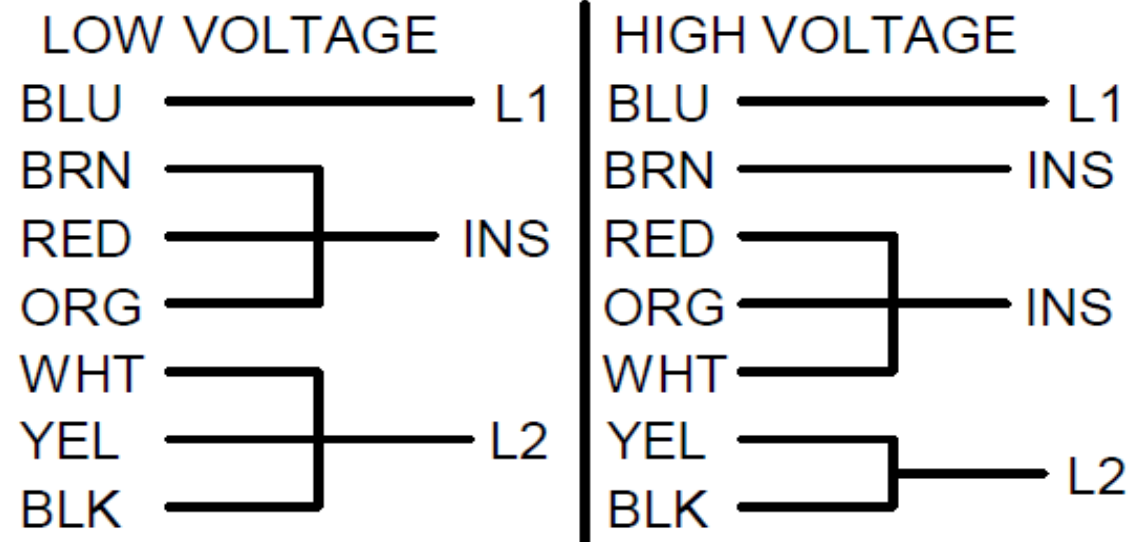 LOW VOLTAGE
BLU L1
BRN
RED INS
ORG
WHT
YEL L2
BLK
HIGH VOLTAGE
BLU L1
BRN INS
RED
ORG INS
WHT
YEL
L2
BLK